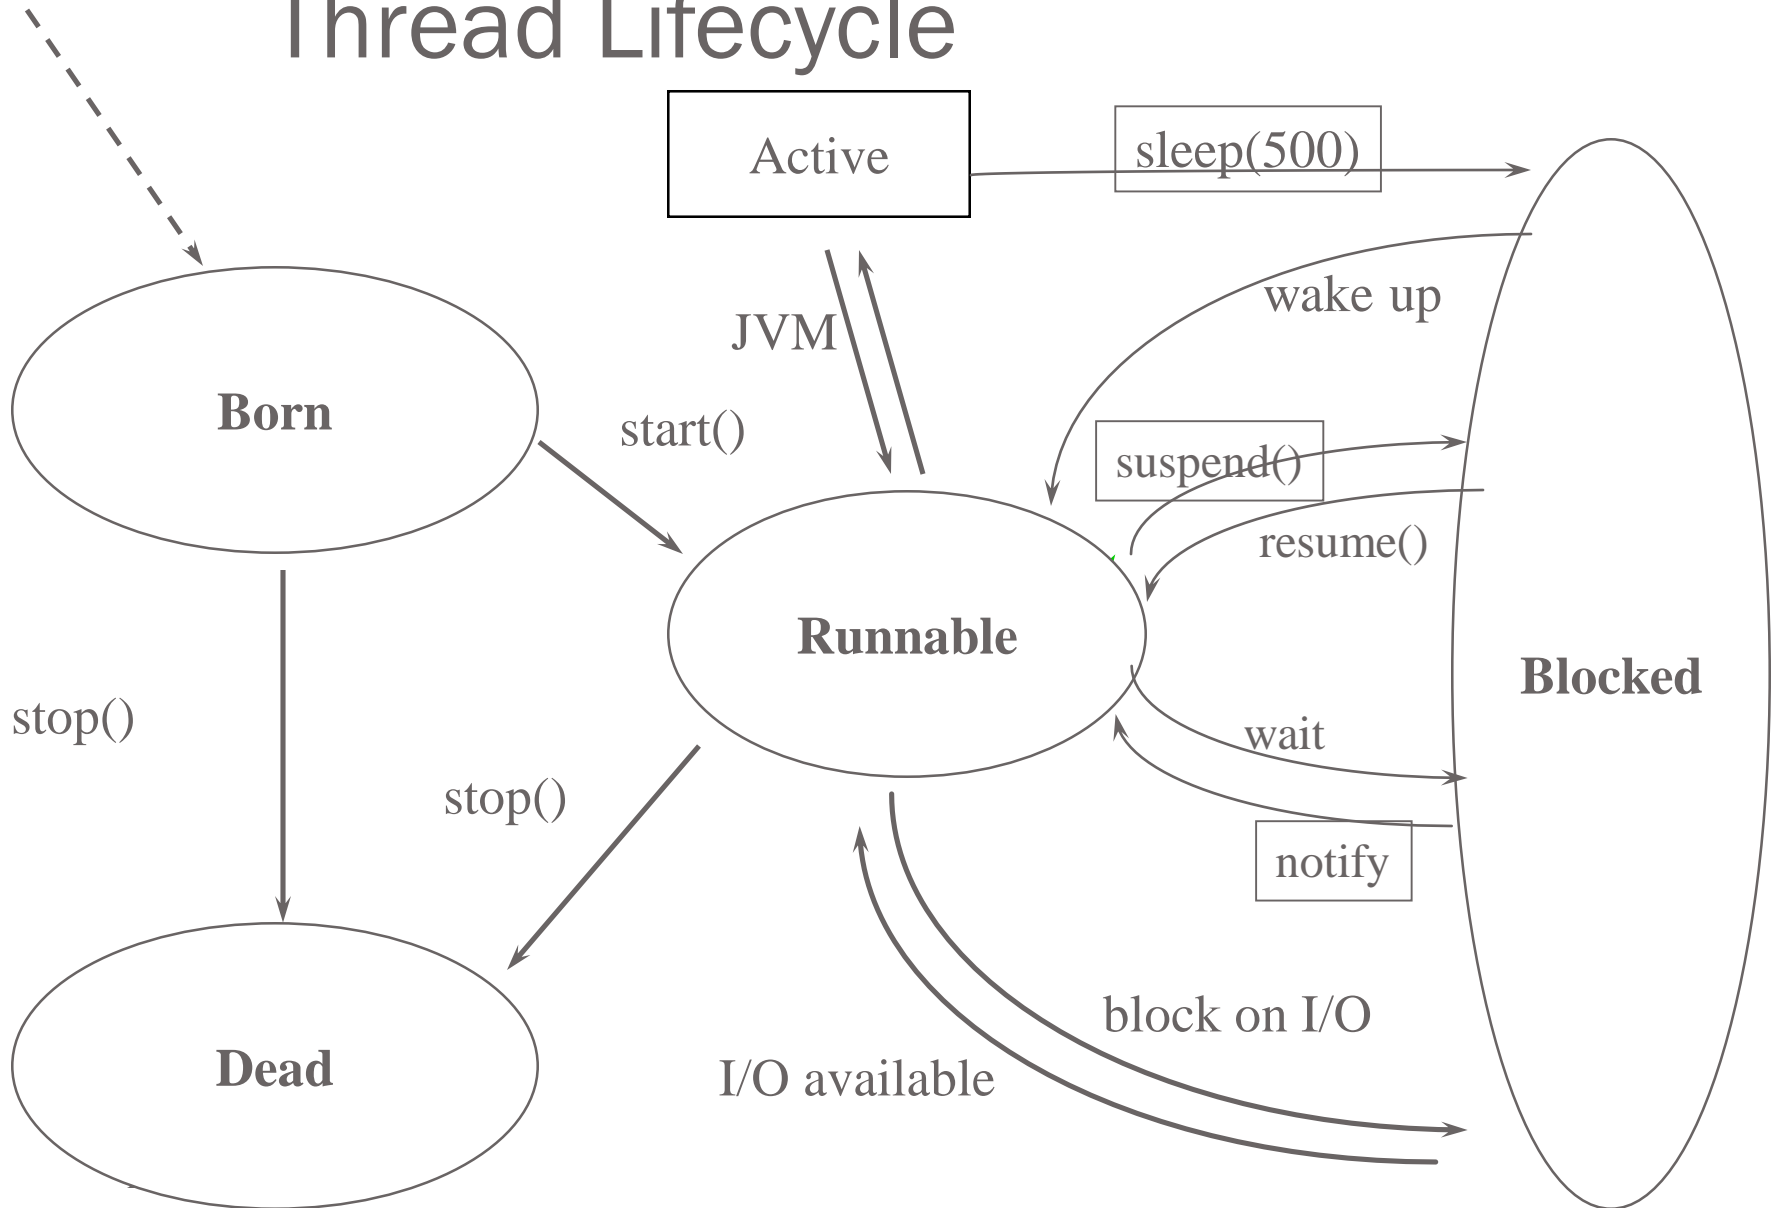 Thread Lifecycle
Active
sleep(500)
wake up
JVM
Born
start()
suspend()
resume()
Runnable
Blocked
stop()
wait
stop()
notify
block on I/O
Dead
I/O available